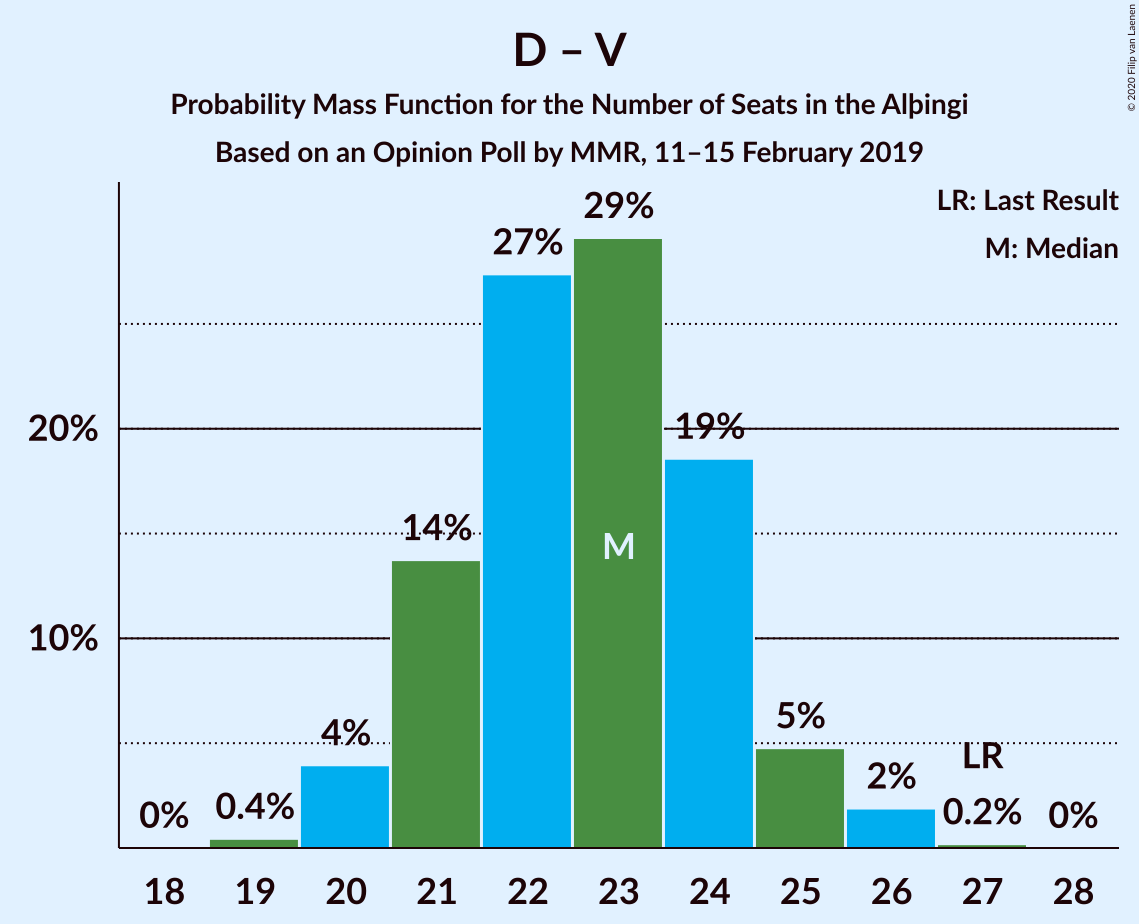 D – V
Probability Mass Function for the Number of Seats in the Alþingi
Based on an Opinion Poll by MMR, 11–15 February 2019
© 2020 Filip van Laenen
LR: Last Result
M: Median
20%
10%
0%
0.4%
4%
14%
27%
29%
M
19%
5%
2%
LR
0.2%
0%
18 19 20 21 22 23 24 25 26 27 28